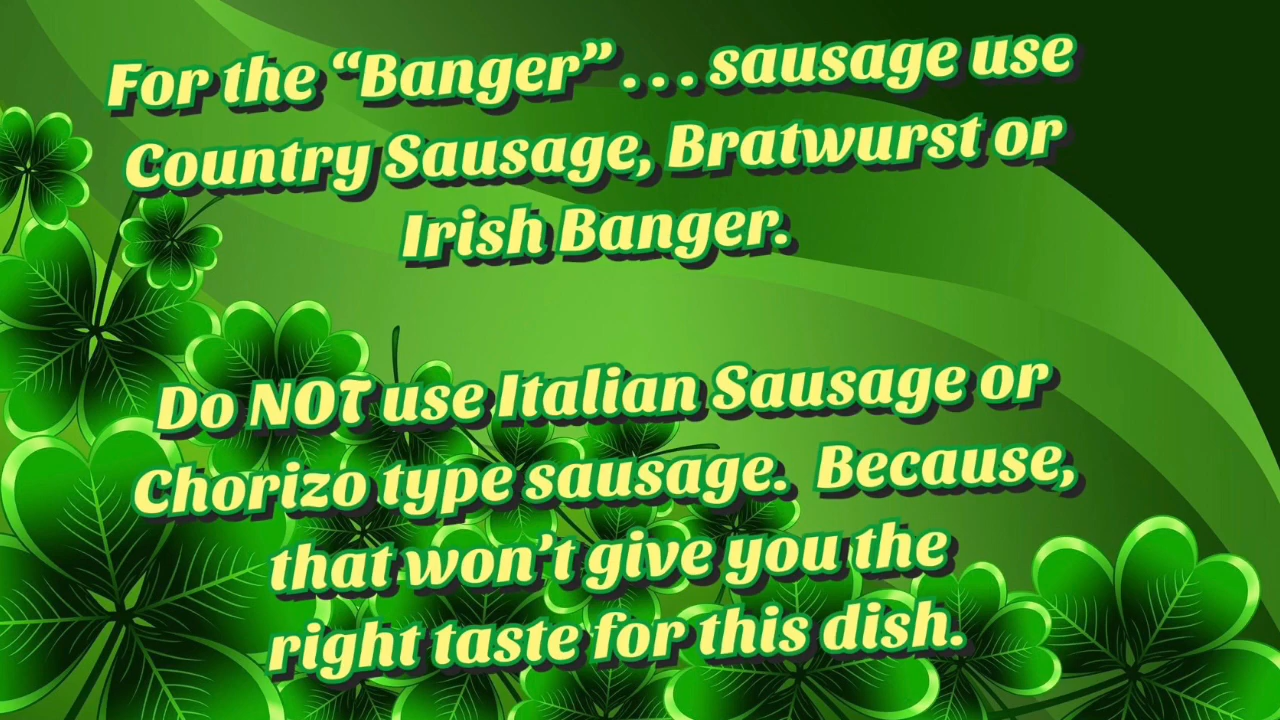 For the “Banger” . . . sausage use
Country Sausage, Bratwurst or
Irish Banger.
Do NOT use Italian Sausage or
Chorizo type sausage.  Because,
that won’t give you the
right taste for this dish.